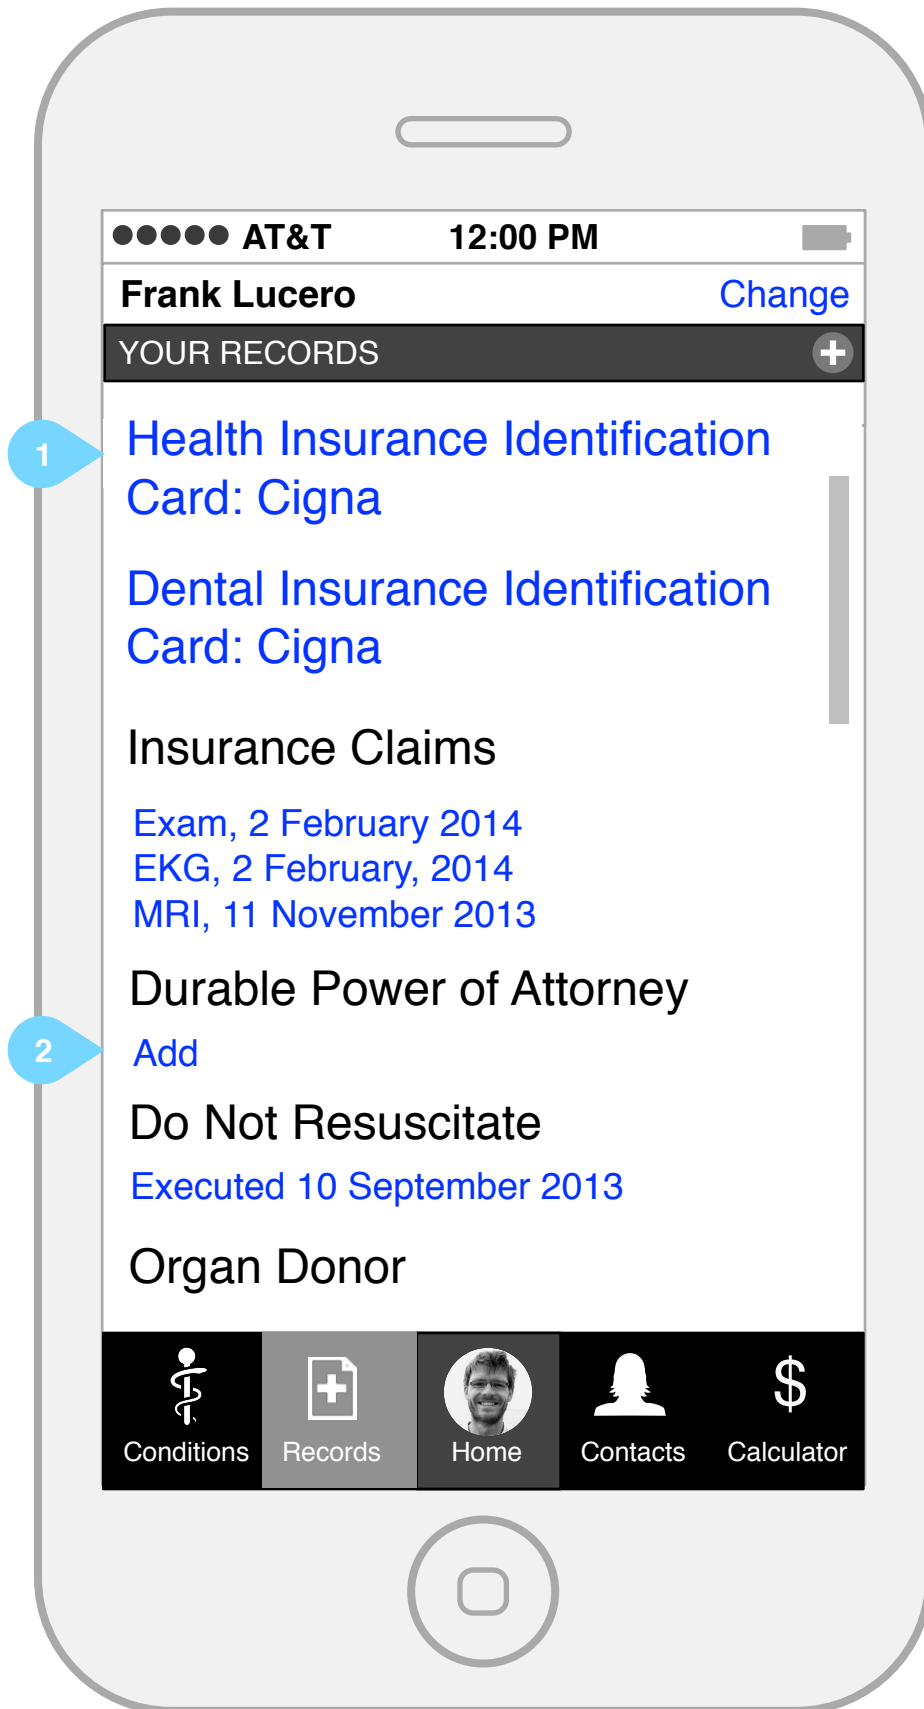 AT&T 12:00 PM
Frank Lucero Change
YOUR RECORDS
1
Health Insurance Identification
Card: Cigna
Dental Insurance Identification
Card: Cigna
Insurance Claims
Exam, 2 February 2014
EKG, 2 February, 2014
MRI, 11 November 2013
Durable Power of Attorney
2
Add
Do Not Resuscitate
Executed 10 September 2013
Organ Donor
$
Conditions Records Home Contacts Calculator